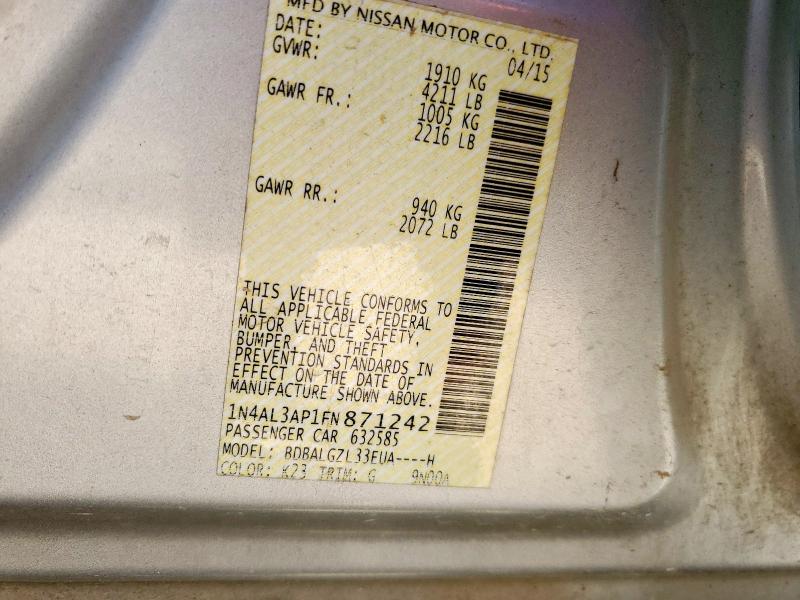 MFD BY NISSAN MOTOR CO., LTD.
DATE: 04/15
GVWR: 1910 KG
4211 LB
GAWR FR.: 1005 KG
2216 LB
GAWR RR.: 940 KG
2072 LB
THIS VEHICLE CONFORMS TO
ALL APPLICABLE FEDERAL
MOTOR VEHICLE SAFETY,
BUMPER, AND THEFT
PREVENTION STANDARDS IN
EFFECT ON THE DATE OF
MANUFACTURE SHOWN ABOVE.
1N4AL3AP1FN871242
PASSENGER CAR 632585
MODEL: BDBALGZL33EUA----H
COLOR: K23 TRIM: G 9N00A